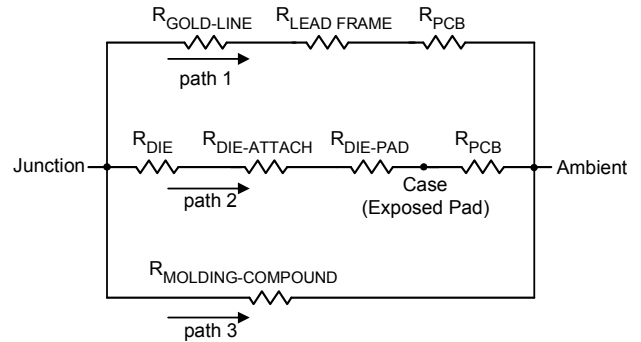 RGOLD-LINE RLEAD FRAME RPCB
path 1
RDIE RDIE-ATTACH RDIE-PAD RPCB
Junction Ambient
Case
(Exposed Pad)
path 2
RMOLDING-COMPOUND
path 3